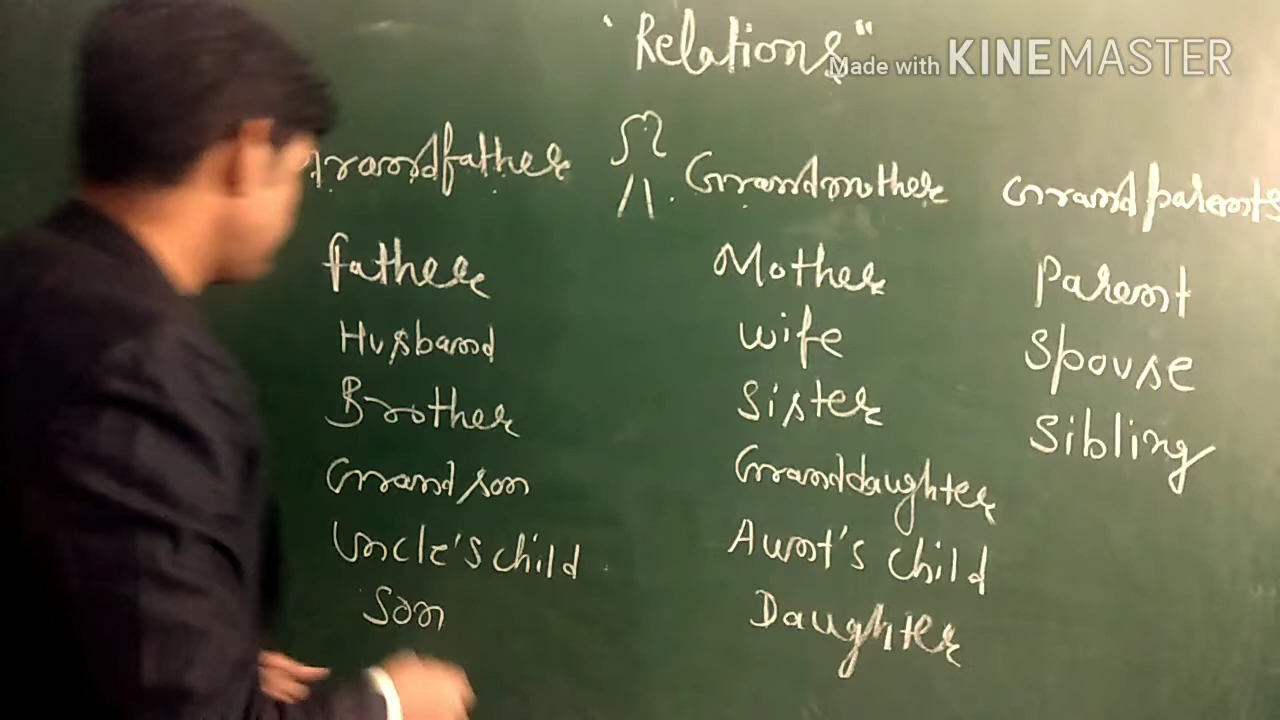 "Relations"
Made with KINEMASTER
Grandfather Grandmother Grandparents
father Mother Parent
Husband wife Spouse
Brother Sister Sibling
Grandson Granddaughter
Uncle's child Aunt's child
Son Daughter